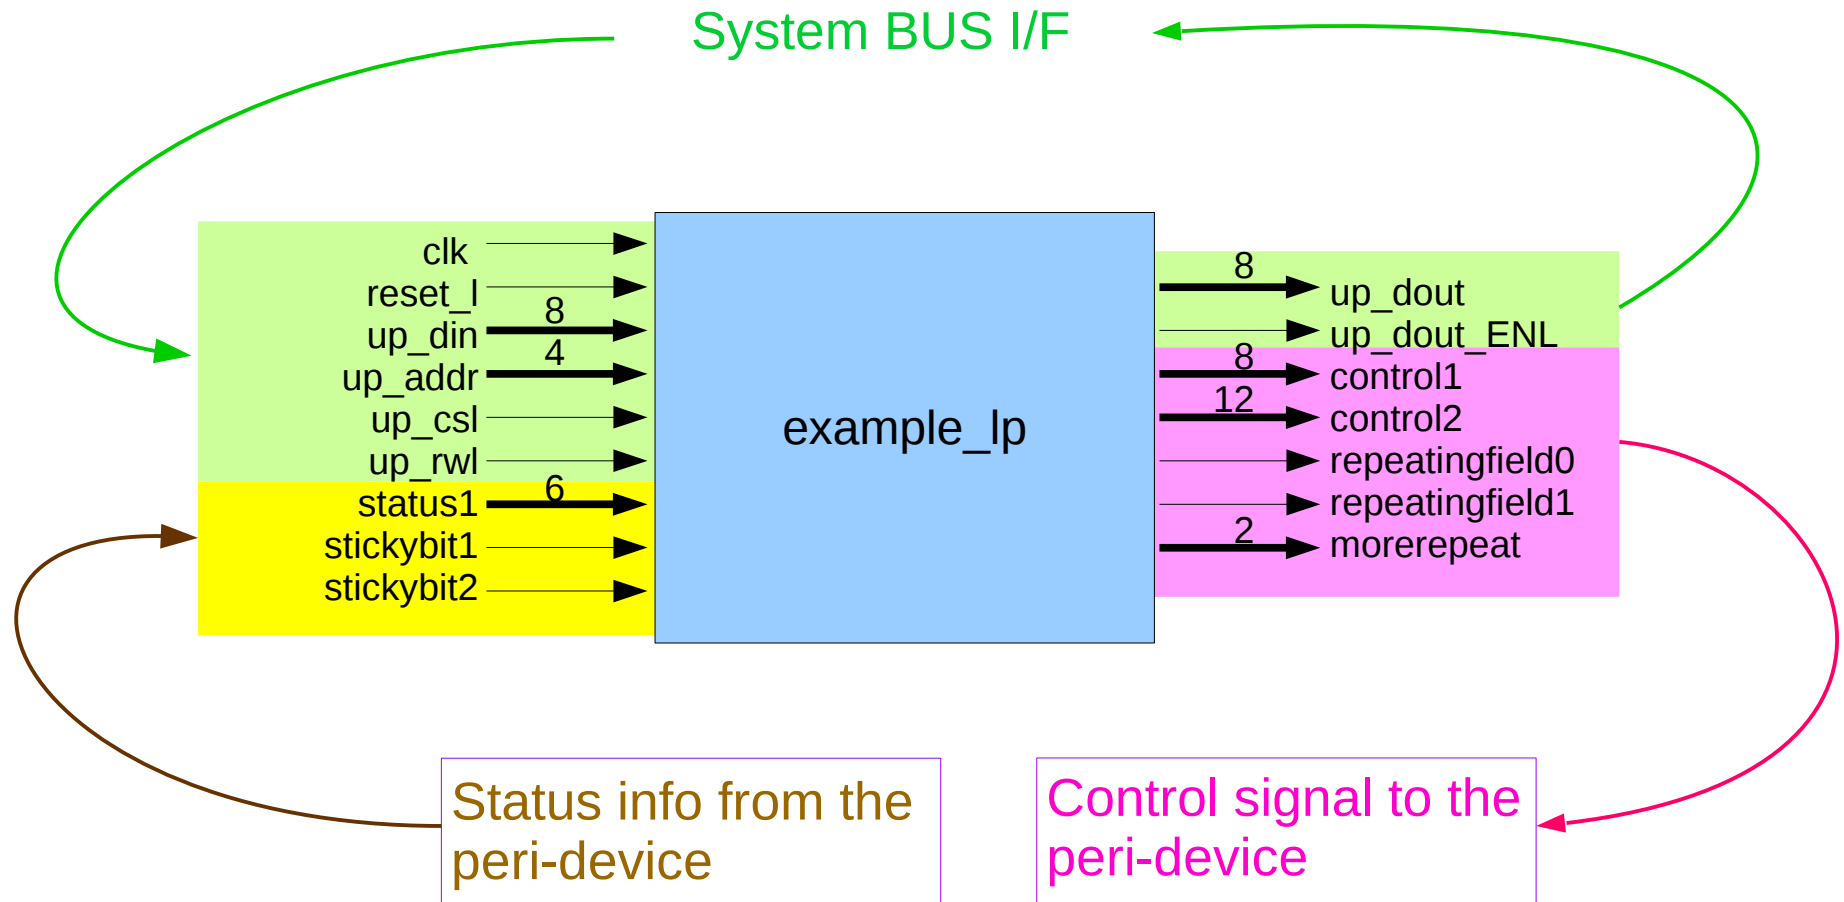 System BUS I/F
clk
reset_l
8
up_din
4
up_addr
up_csl
up_rwl
6
status1
stickybit1
stickybit2
example_lp
8
up_dout
up_dout_ENL
8
control1
12
control2
repeatingfield0
repeatingfield1
2
morerepeat
Status info from the
peri-device
Control signal to the
peri-device